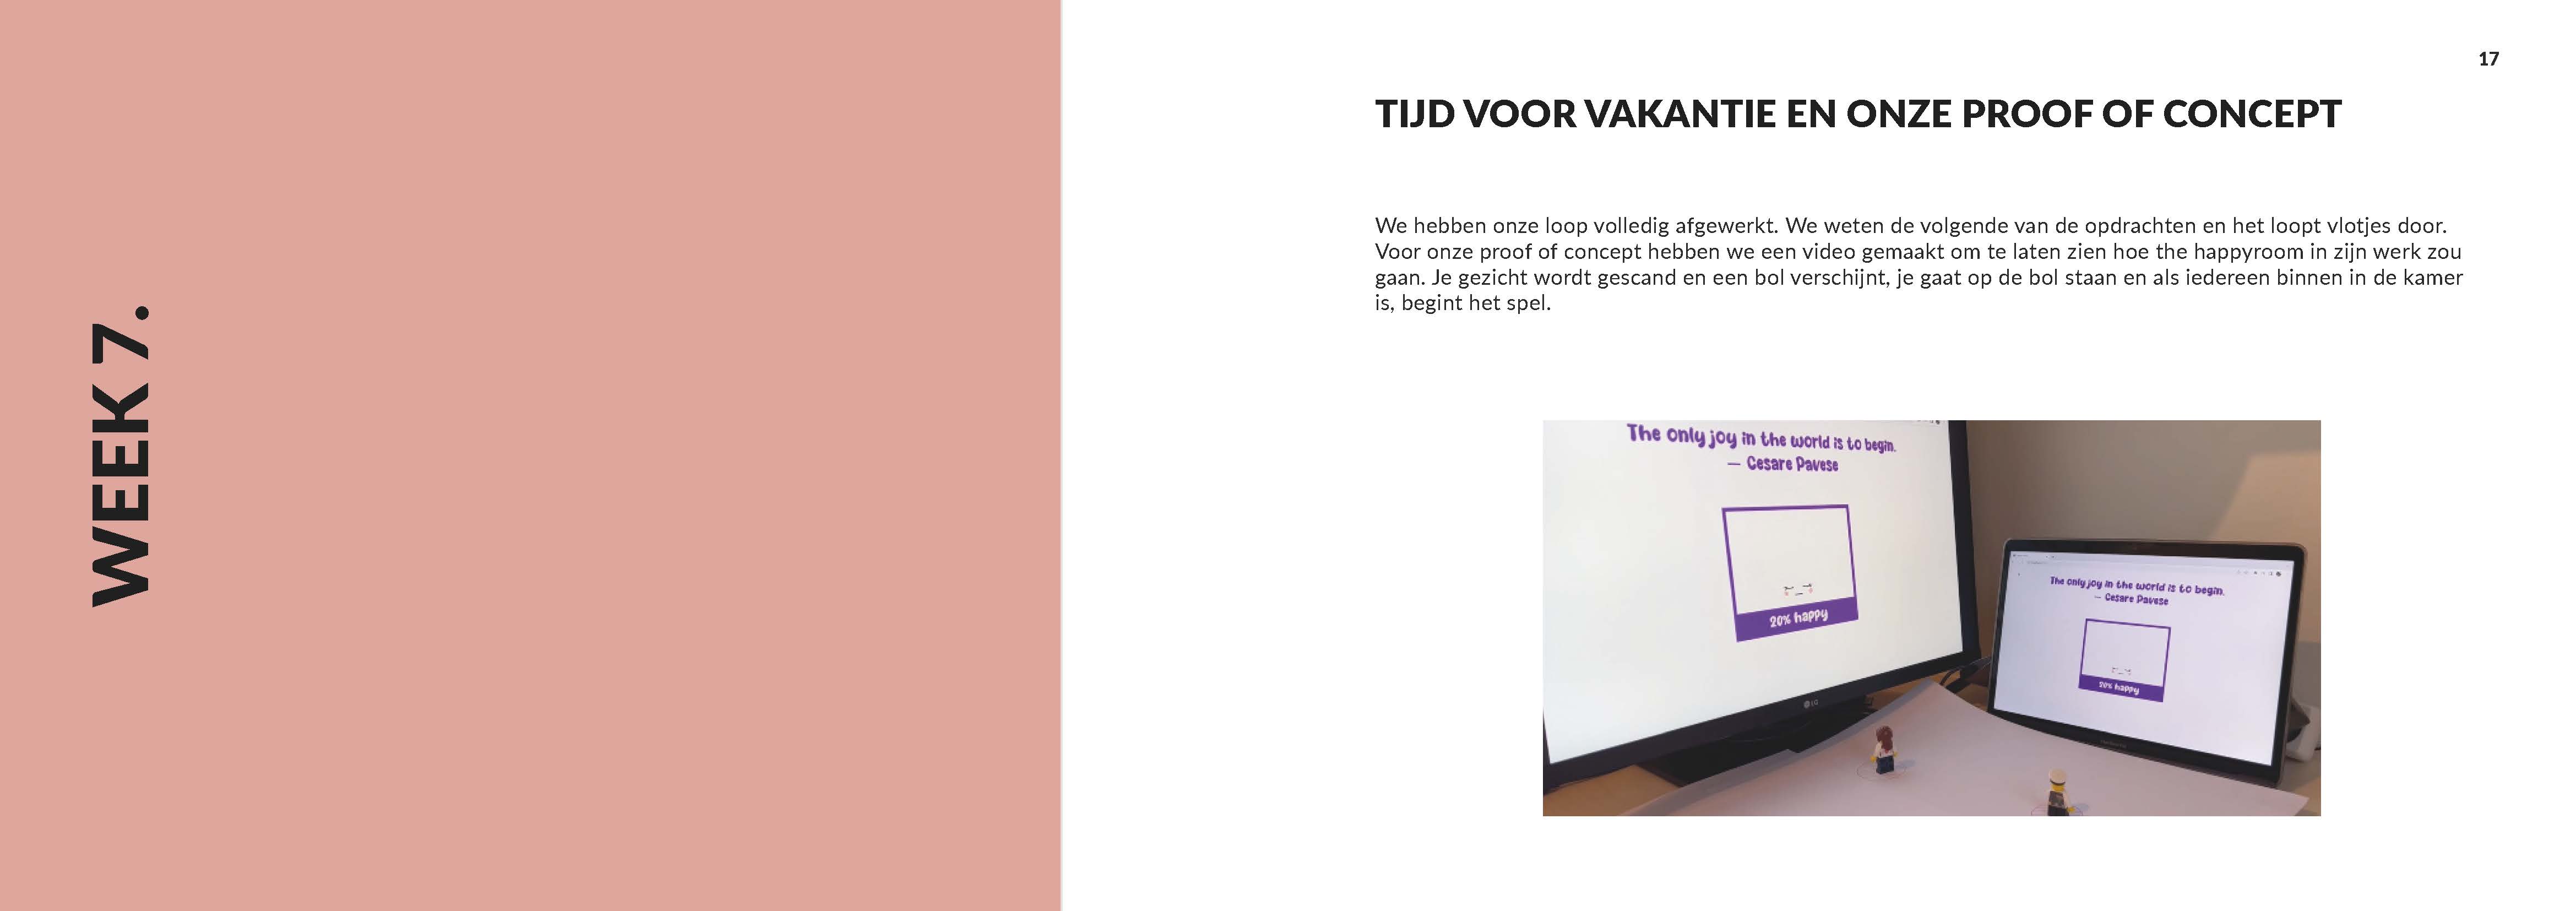 WEEK 7.
17
TIJD VOOR VAKANTIE EN ONZE PROOF OF CONCEPT
We hebben onze loop volledig afgewerkt. We weten de volgende van de opdrachten en het loopt vlotjes door.
Voor onze proof of concept hebben we een video gemaakt om te laten zien hoe the happyroom in zijn werk zou
gaan. Je gezicht wordt gescand en een bol verschijnt, je gaat op de bol staan en als iedereen binnen in de kamer
is, begint het spel.
The only joy in the world is to begin.
— Cesare Pavese
20% happy
LG
The only joy in the world is to begin.
— Cesare Pavese
20% happy